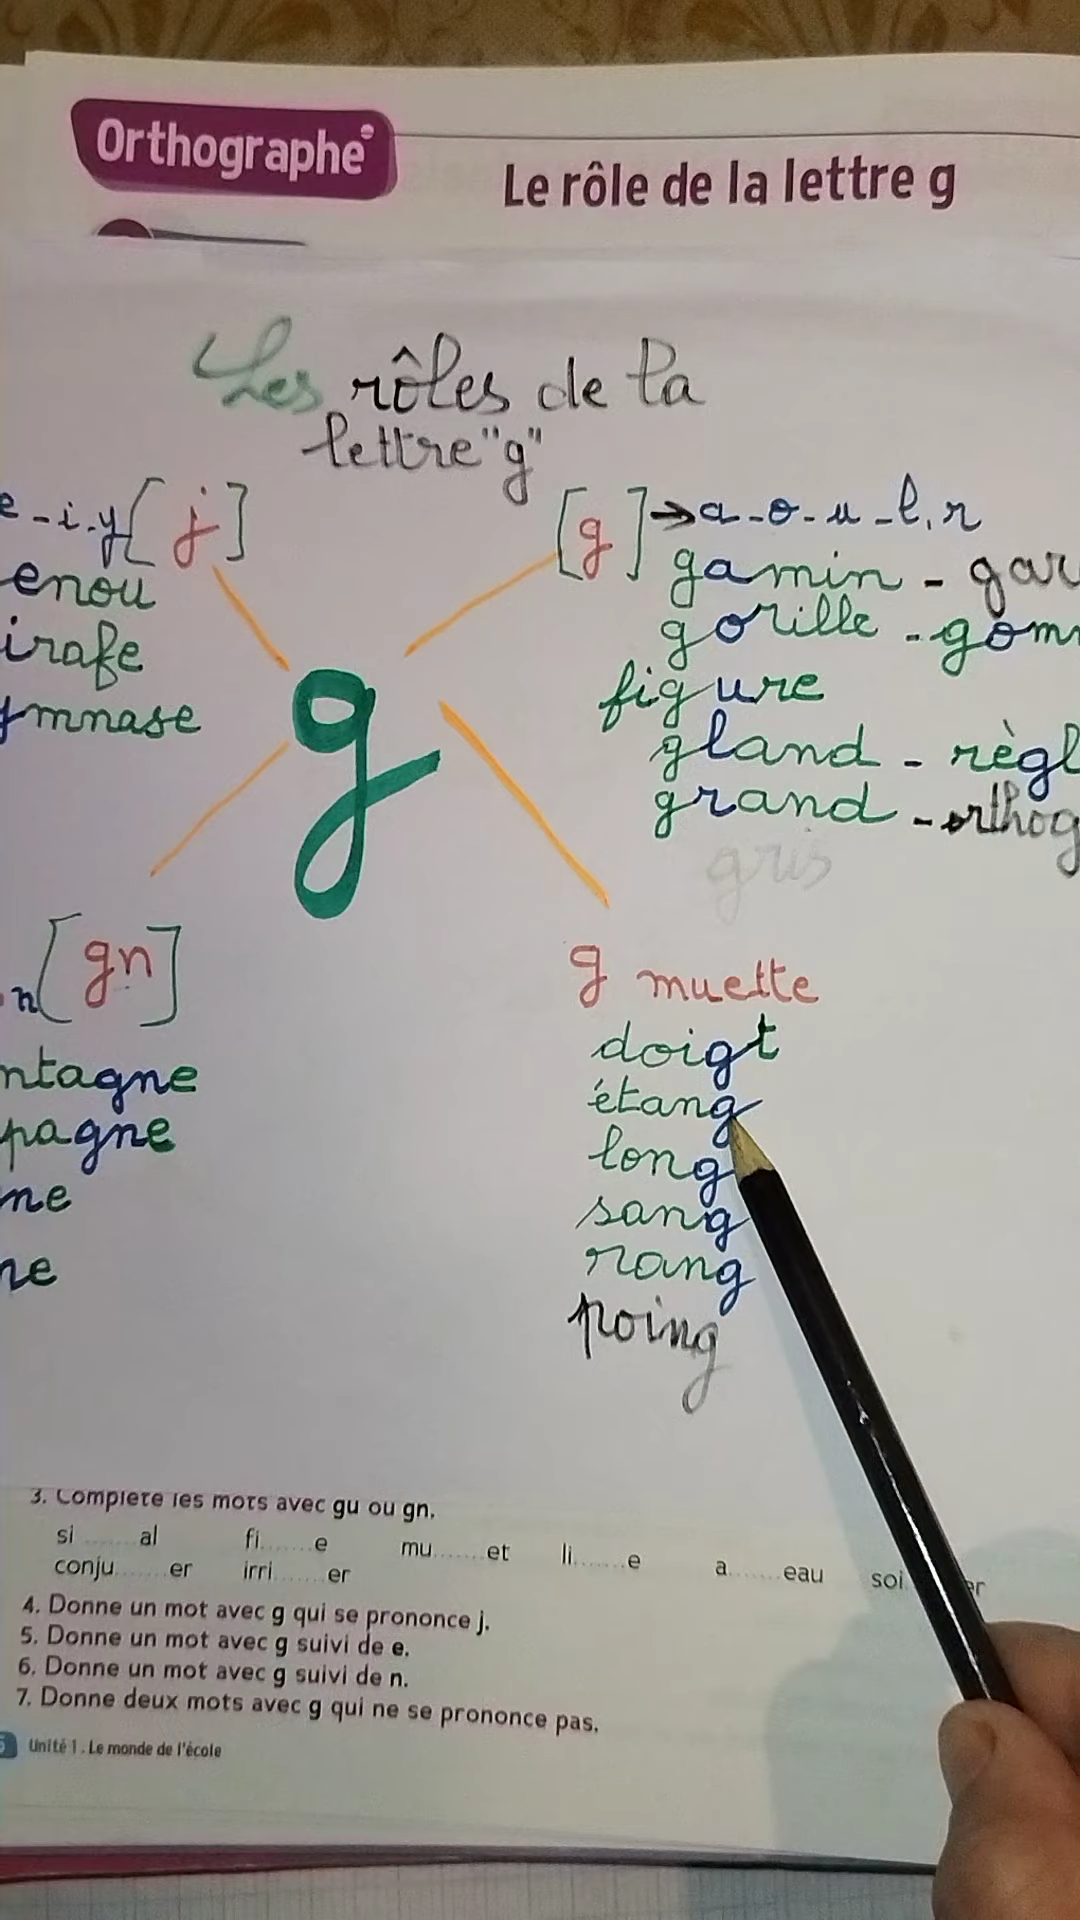 Orthographe
Le rôle de la lettre g
Les rôles de la
lettre "g"
e - i - y [j]
enou
irafe
ymnase
[g] → a - o - u - l, r
gamin - gar
gorille - gom
figure
gland - règl
grand - orthog
gris
g
n [gn]
ntagne
pagne
ne
ne
g muette
doigt
étang
long
sang
rang
poing
3. Complète les mots avec gu ou gn.
si ........ al fi ........ e mu ........ et li ........ e a ........ eau soi er
conju ........ er irri ........ er
4. Donne un mot avec g qui se prononce j.
5. Donne un mot avec g suivi de e.
6. Donne un mot avec g suivi de n.
7. Donne deux mots avec g qui ne se prononce pas.
Unité 1 . Le monde de l'école